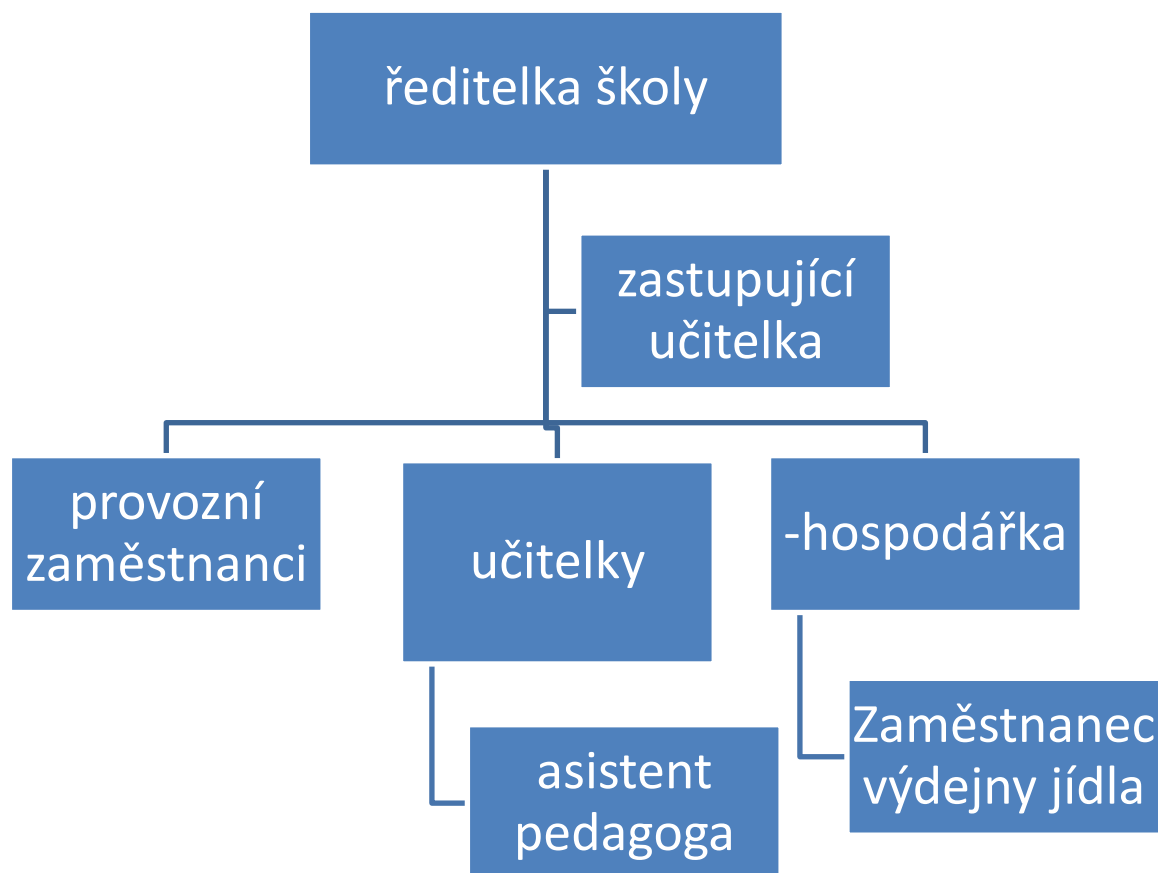 ředitelka školy
zastupující
učitelka
provozní
zaměstnanci
učitelky
-hospodářka
asistent
pedagoga
Zaměstnanec
výdejny jídla